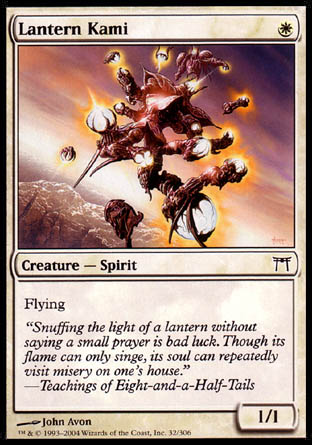 Lantern Kami
Creature — Spirit
Flying
“Snuffing the light of a lantern without
saying a small prayer is bad luck. Though its
flame can only singe, its soul can repeatedly
visit misery on one’s house.”
—Teachings of Eight-and-a-Half-Tails
1/1
John Avon
™ & © 1993–2004 Wizards of the Coast, Inc. 32/306